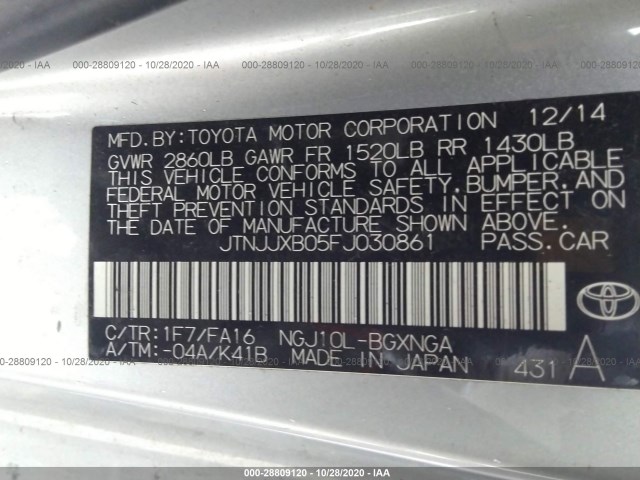 000-28809120 - 10/28/2020 - IAA 000-28809120 - 10/28/2020 - IAA 000-28809120 - 10/28/2020 - IAA
MFD.BY:TOYOTA MOTOR CORPORATION 12/14
GVWR 2860LB GAWR FR 1520LB RR 1430LB
THIS VEHICLE CONFORMS TO ALL APPLICABLE
FEDERAL MOTOR VEHICLE SAFETY,BUMPER,AND
THEFT PREVENTION STANDARDS IN EFFECT ON
THE DATE OF MANUFACTURE SHOWN ABOVE.
JTNJJXB05FJ030861 PASS.CAR
C/TR:1F7/FA16 NGJ10L-BGXNGA
A/TM:-04A/K41B MADE IN JAPAN 431 A
000-28809120 - 10/28/2020 - IAA